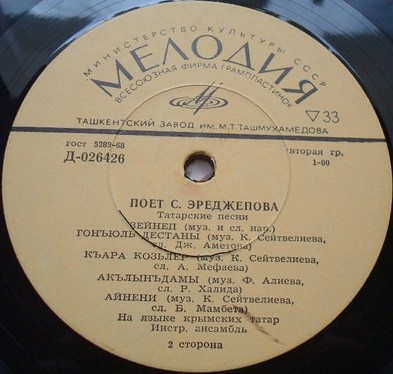 МИНИСТЕРСТВО КУЛЬТУРЫ СССР
МЕЛОДИЯ
ВСЕСОЮЗНАЯ ФИРМА ГРАМПЛАСТИНОК
▽33
ТАШКЕНТСКИЙ ЗАВОД ИМ. М.Т. ТАШМУХАМЕДОВА
гост 5289-68
Д-026426
вторая гр.
1-00
ПОЕТ С. ЭРЕДЖЕПОВА
Татарские песни
ЗЕЙНЕП (муз. и сл. нар.)
ГОНЪЮЛЬ ДЕСТАНЫ (муз. К. Сейтвелиева,
сл. Дж. Аметова)
КЪАРА КОЗЬЛЕР (муз. К. Сейтвелиева,
сл. А. Мефаева)
АКЪЛЫНЪДАМЫ (муз. Ф. Алиева,
сл. Р. Халида)
АЙНЕНИ (муз. К. Сейтвелиева,
сл. Б. Мамбета)
На языке крымских татар
Инстр. ансамбль
2 сторона